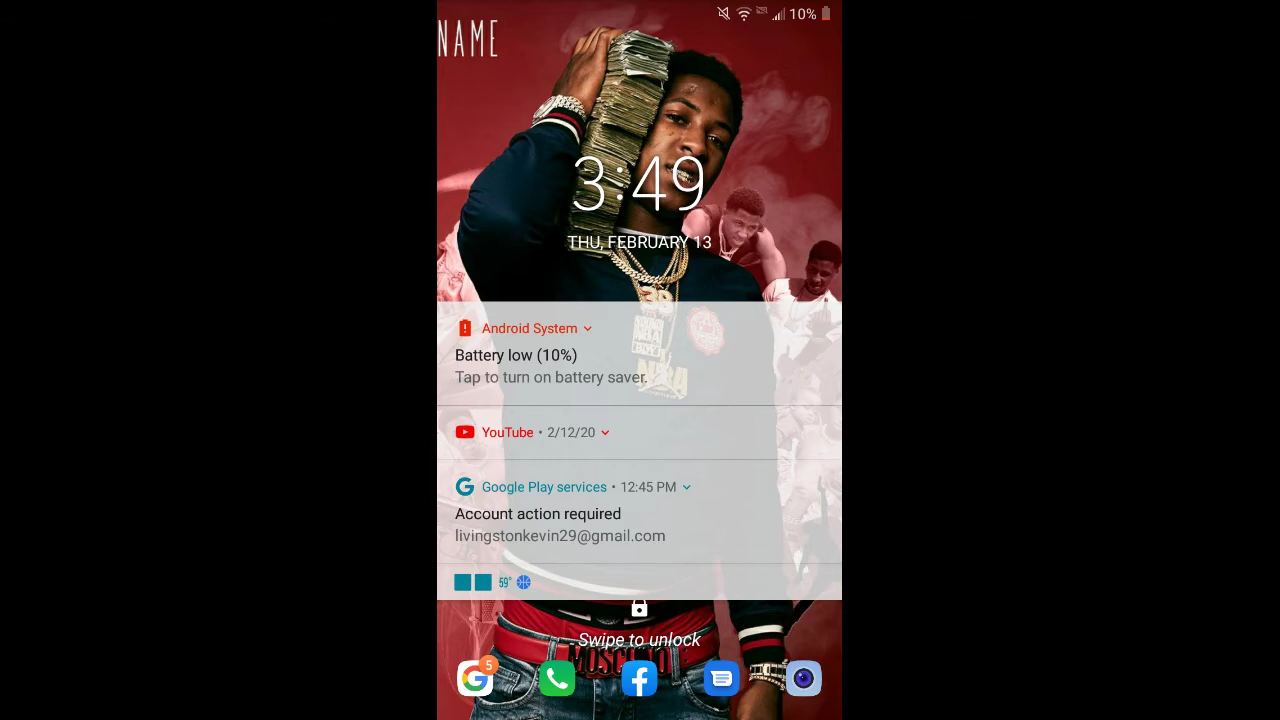 10%
NAME
3:49
THU, FEBRUARY 13
Android System
Battery low (10%)
Tap to turn on battery saver.
YouTube • 2/12/20
Google Play services • 12:45 PM
Account action required
livingstonkevin29@gmail.com
59°
Swipe to unlock
MOSCHINO
5